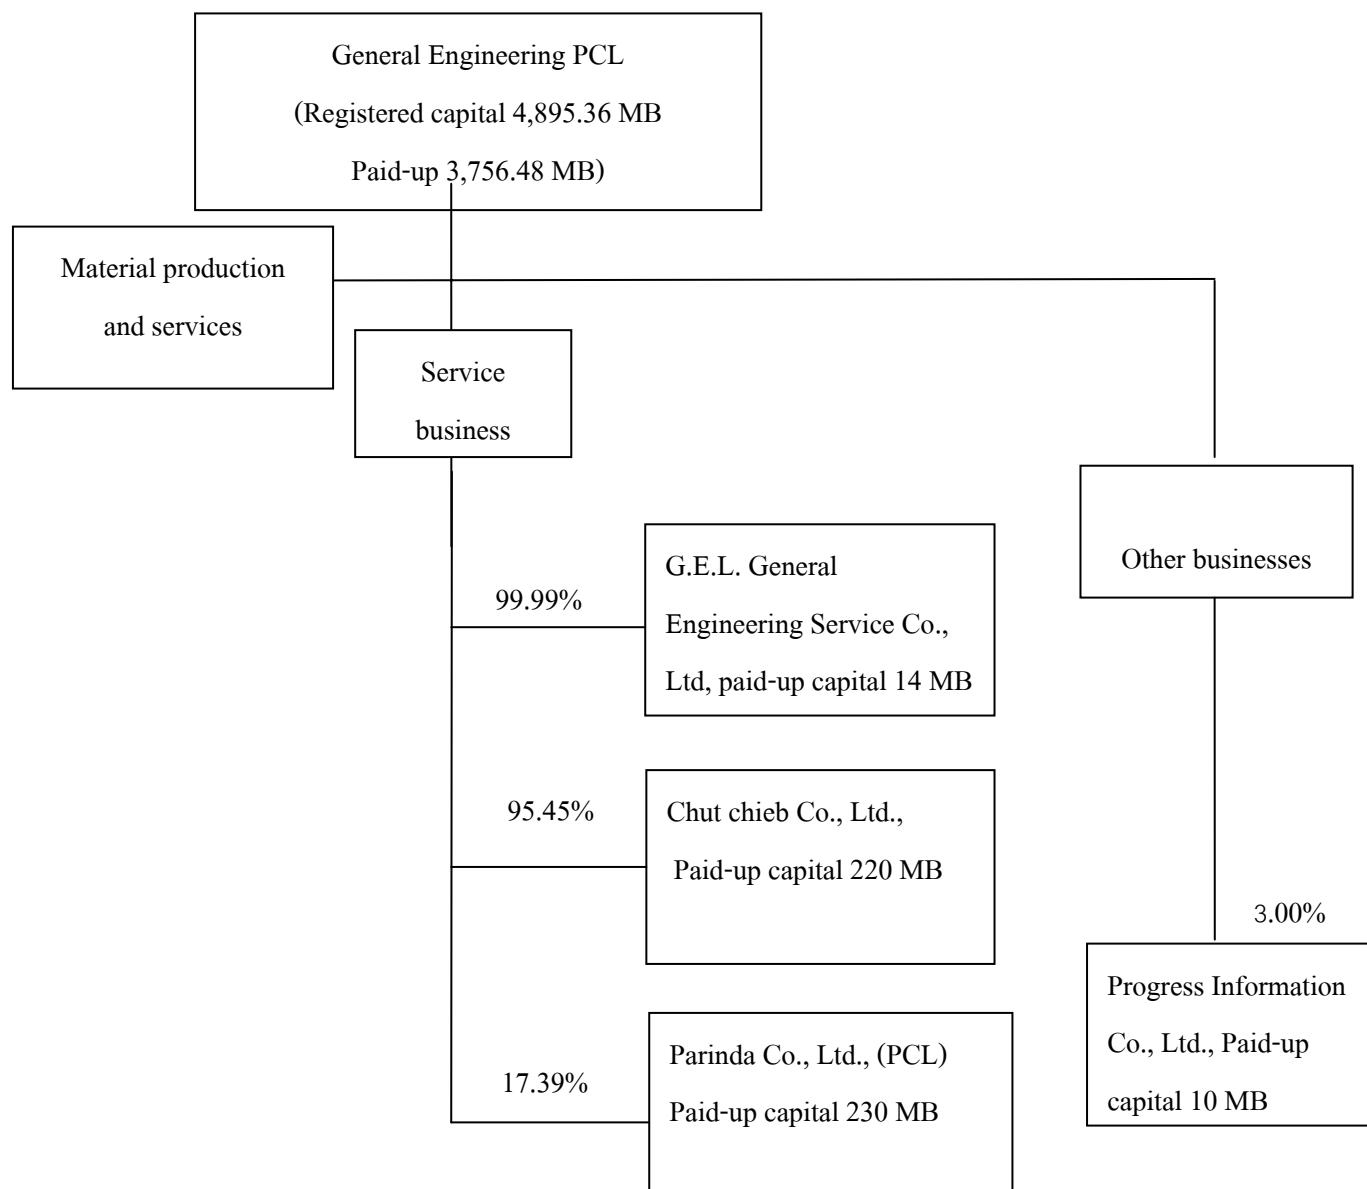 General Engineering PCL
(Registered capital 4,895.36 MB
Paid-up 3,756.48 MB)
Material production
and services
Service
business
99.99%
G.E.L. General
Engineering Service Co.,
Ltd, paid-up capital 14 MB
95.45%
Chut chieb Co., Ltd.,
Paid-up capital 220 MB
17.39%
Parinda Co., Ltd., (PCL)
Paid-up capital 230 MB
Other businesses
3.00%
Progress Information
Co., Ltd., Paid-up
capital 10 MB